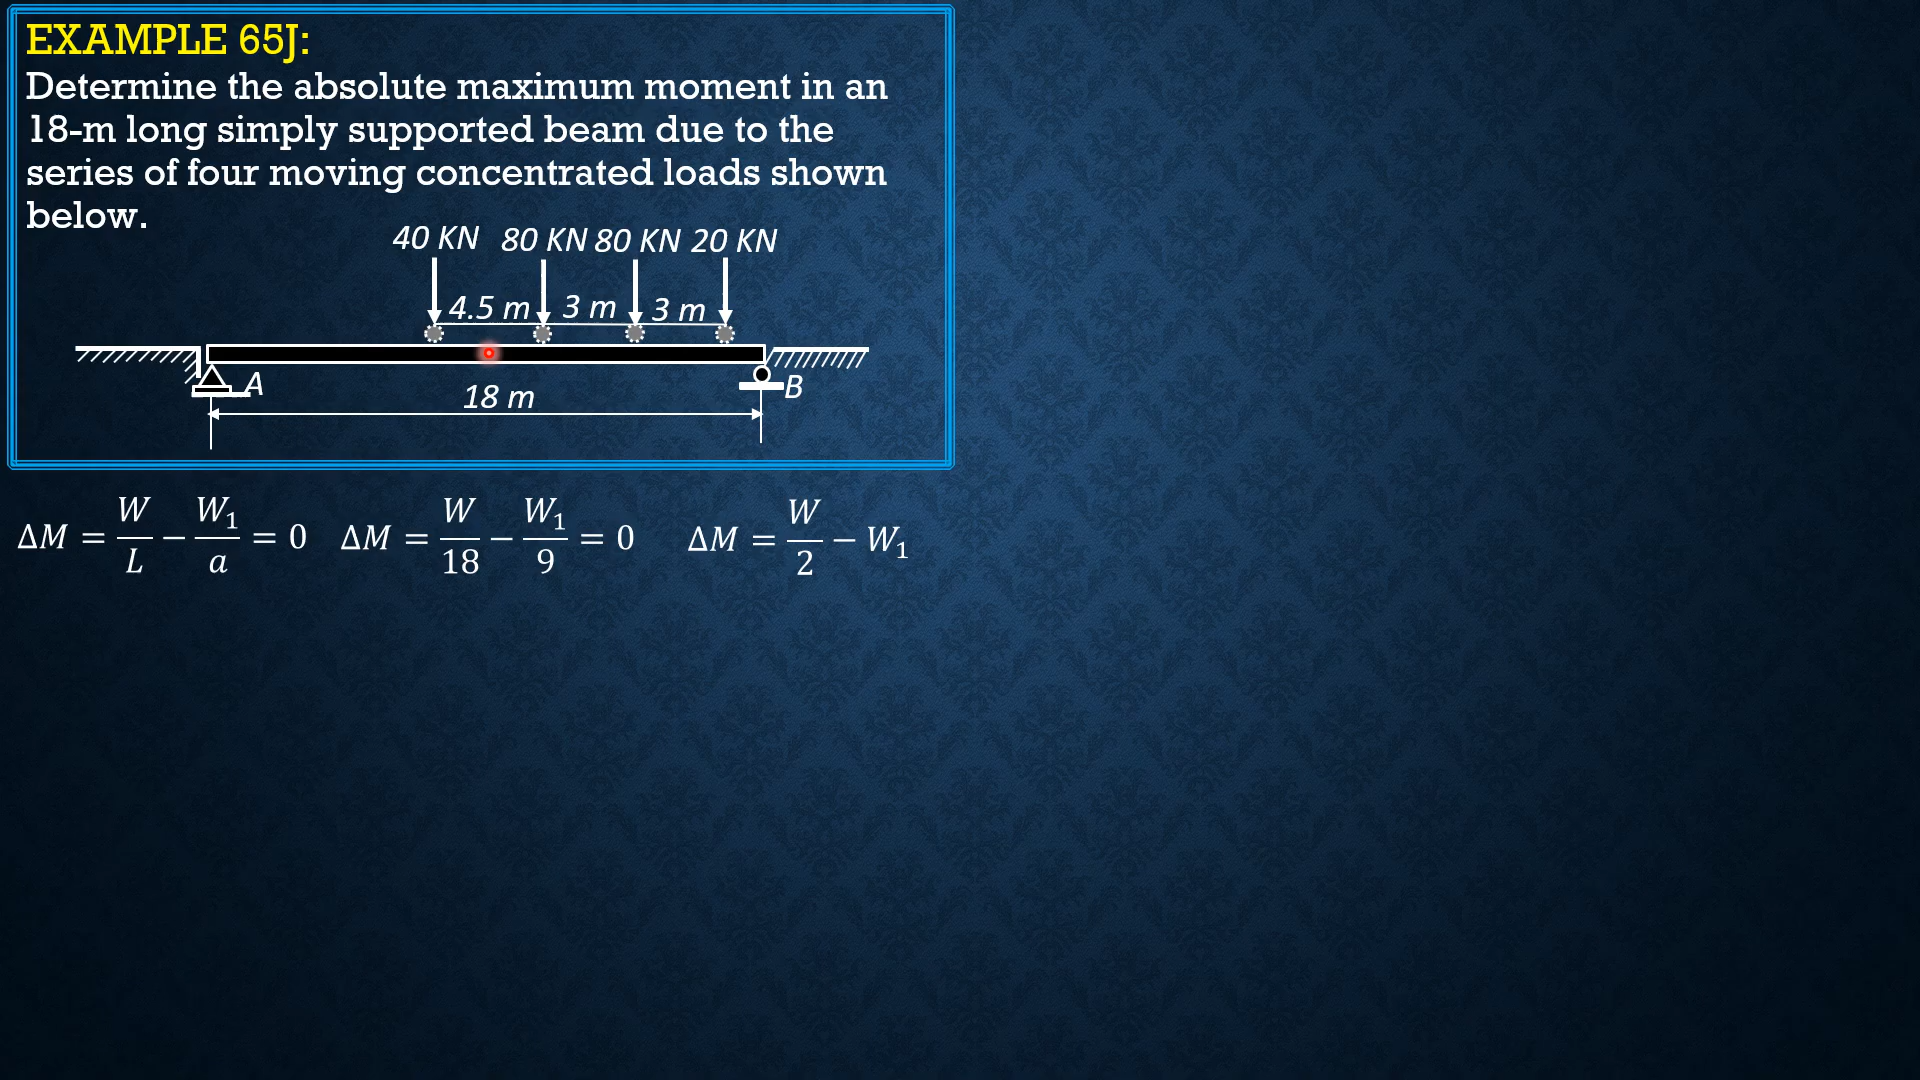 EXAMPLE 65J:
Determine the absolute maximum moment in an
18-m long simply supported beam due to the
series of four moving concentrated loads shown
below.
40 KN 80 KN 80 KN 20 KN
4.5 m 3 m 3 m
A B
18 m
ΔM = W/L − W₁/a = 0 ΔM = W/18 − W₁/9 = 0 ΔM = W/2 − W₁